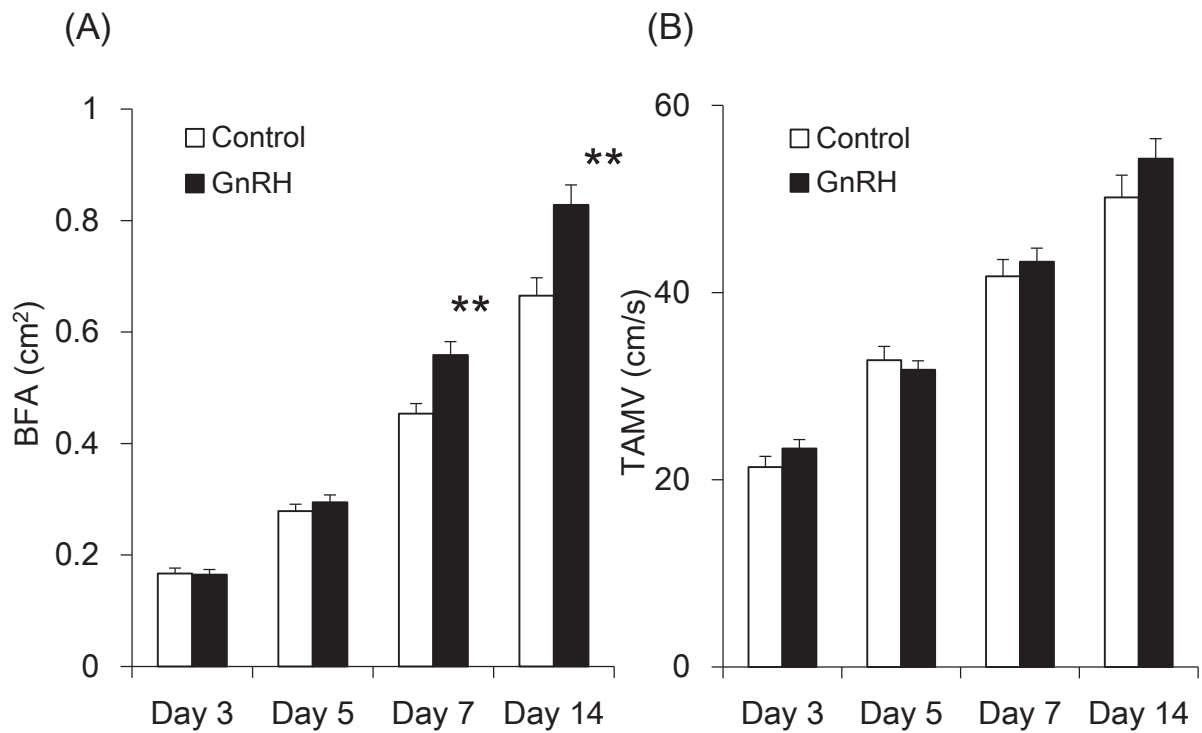 (A)
BFA (cm²)
1
0.8
0.6
0.4
0.2
0
Control
GnRH
**
**
Day 3 Day 5 Day 7 Day 14
(B)
TAMV (cm/s)
60
40
20
0
Control
GnRH
Day 3 Day 5 Day 7 Day 14